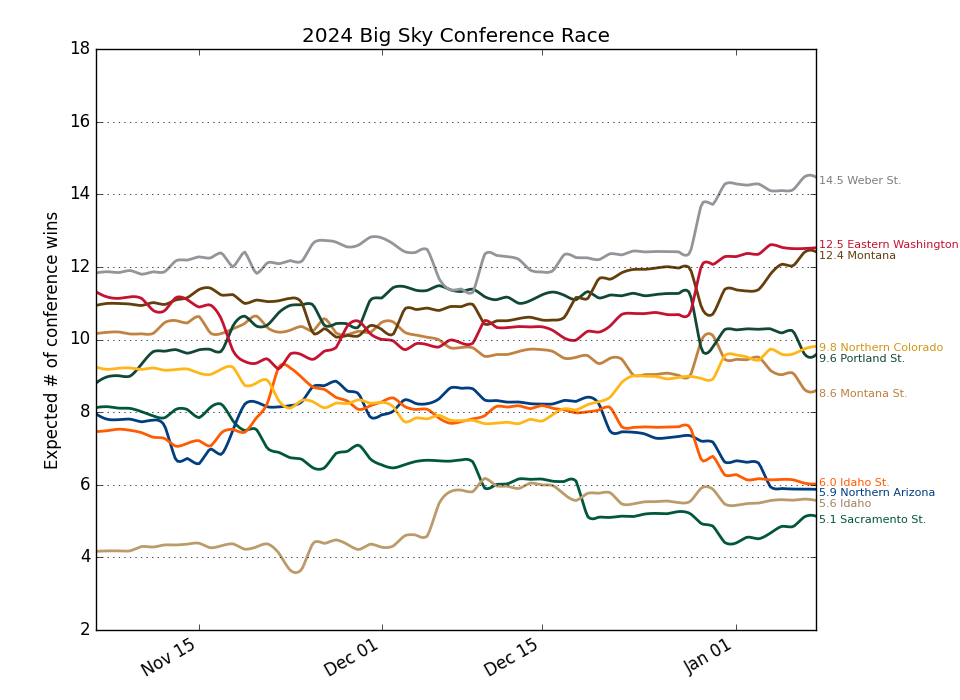 2024 Big Sky Conference Race
Expected # of conference wins
18
16
14
12
10
8
6
4
2
Nov 15
Dec 01
Dec 15
Jan 01
14.5 Weber St.
12.5 Eastern Washington
12.4 Montana
9.8 Northern Colorado
9.6 Portland St.
8.6 Montana St.
6.0 Idaho St.
5.9 Northern Arizona
5.6 Idaho
5.1 Sacramento St.